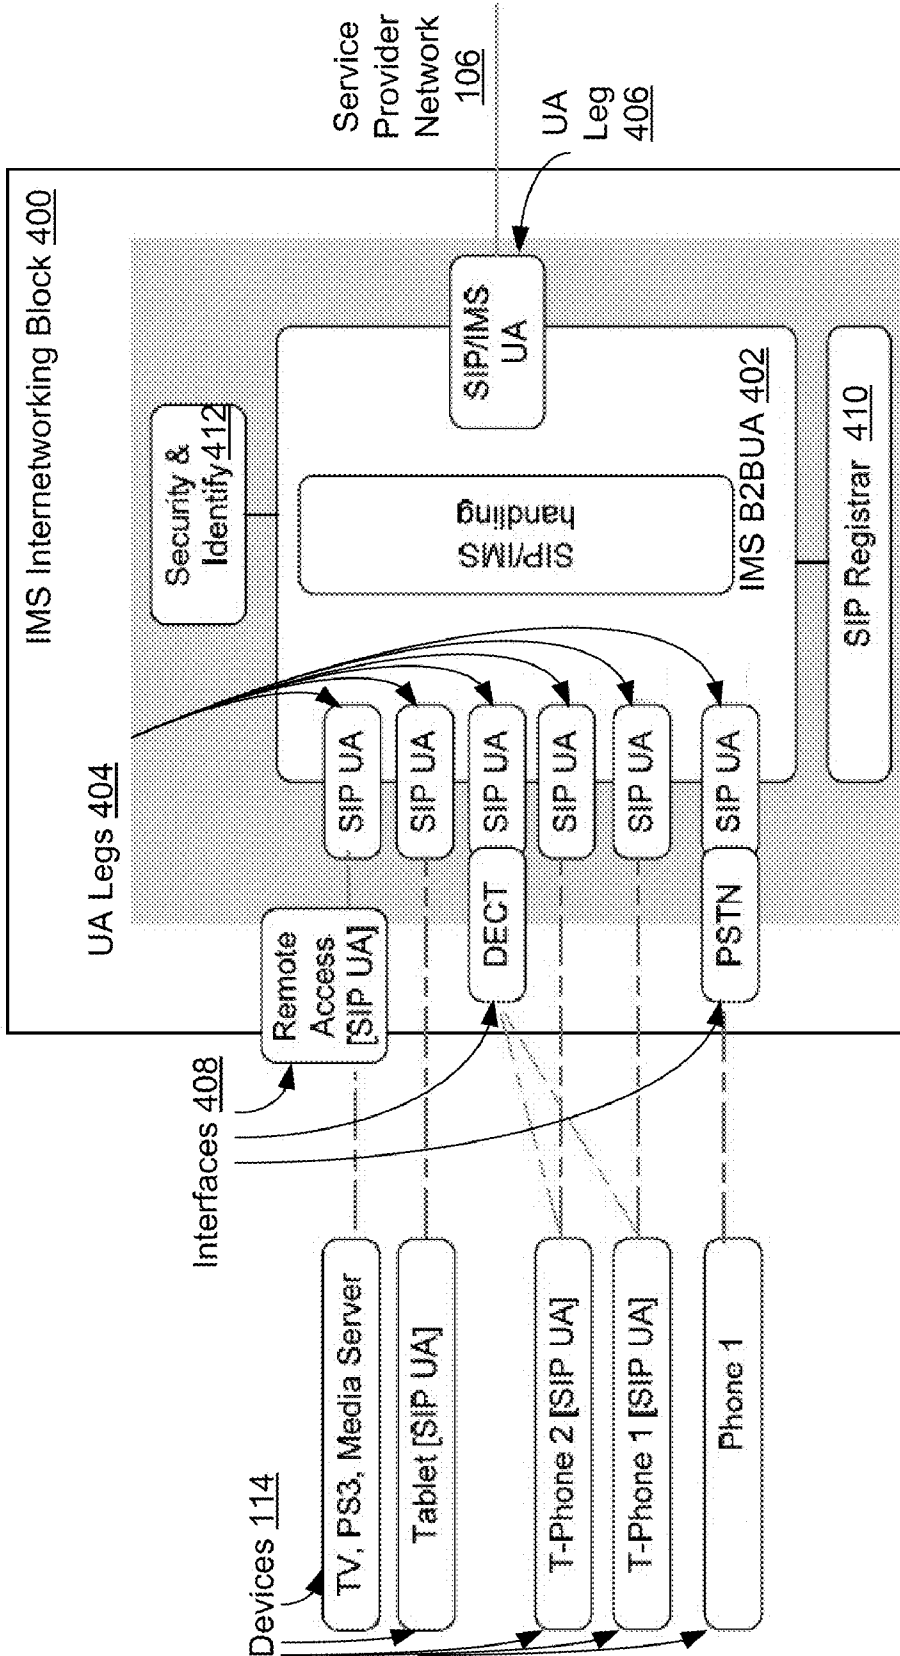 IMS Internetworking Block 400
Service
Provider
Network
106
UA
Leg
406
Security &
Identify 412
SIP/IMS
UA
SIP/IMS
handling
IMS B2BUA 402
SIP Registrar 410
UA Legs 404
SIP UA
SIP UA
SIP UA
SIP UA
SIP UA
SIP UA
Remote
Access
[SIP UA]
DECT
PSTN
Interfaces 408
Devices 114
TV, PS3, Media Server
Tablet [SIP UA]
T-Phone 2 [SIP UA]
T-Phone 1 [SIP UA]
Phone 1